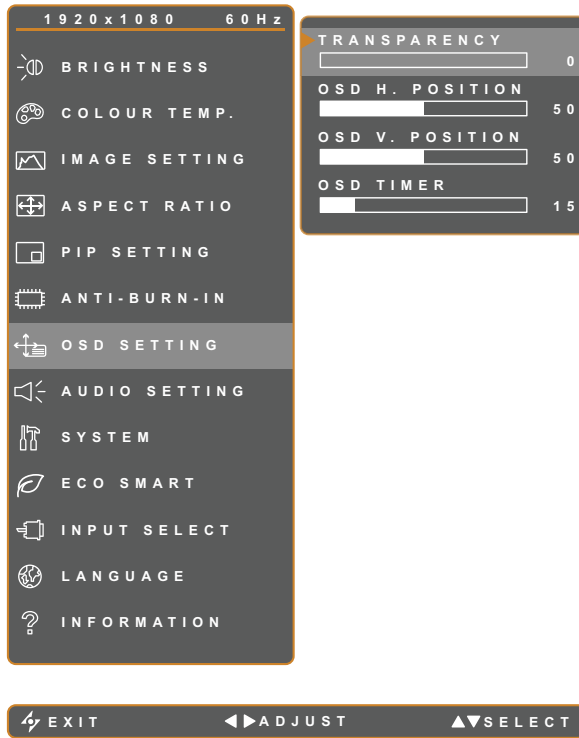 1920x1080 60Hz
BRIGHTNESS
COLOUR TEMP.
IMAGE SETTING
ASPECT RATIO
PIP SETTING
ANTI-BURN-IN
OSD SETTING
AUDIO SETTING
SYSTEM
ECO SMART
INPUT SELECT
LANGUAGE
INFORMATION
TRANSPARENCY
0
OSD H. POSITION
50
OSD V. POSITION
50
OSD TIMER
15
EXIT ADJUST SELECT